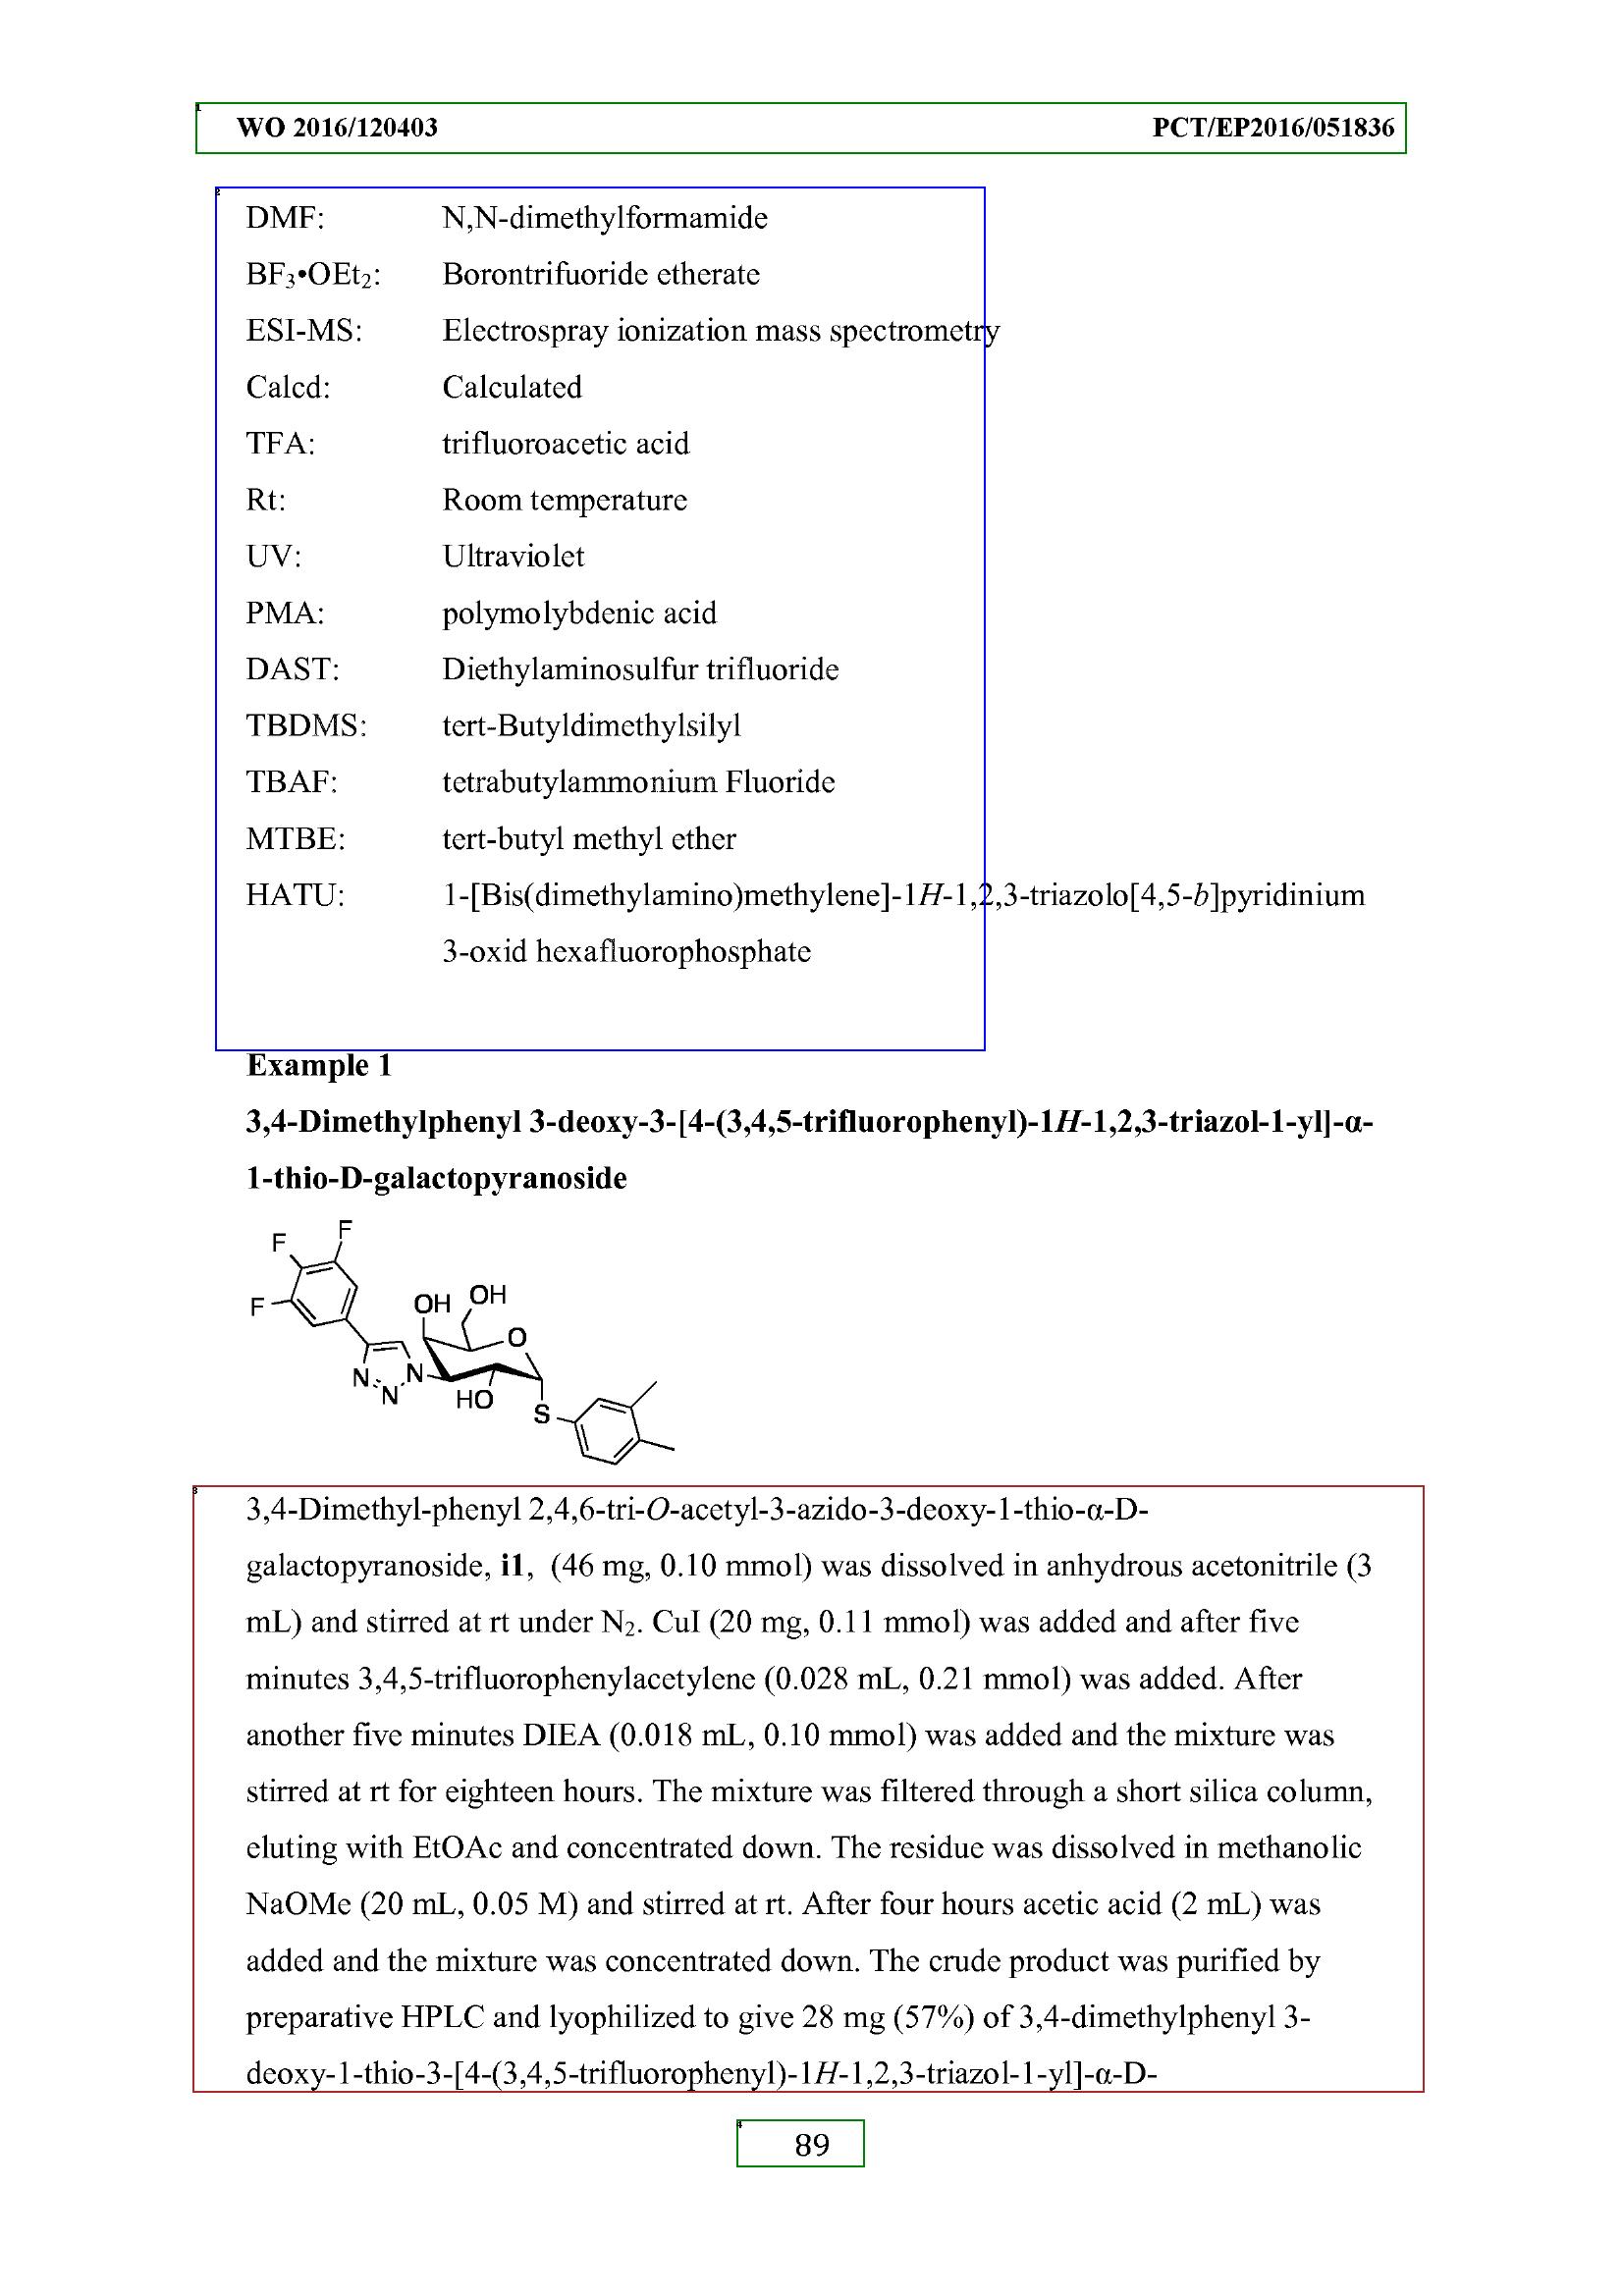 WO 2016/120403 PCT/EP2016/051836
DMF: N,N-dimethylformamide
BF₃•OEt₂: Borontrifuoride etherate
ESI-MS: Electrospray ionization mass spectrometry
Calcd: Calculated
TFA: trifluoroacetic acid
Rt: Room temperature
UV: Ultraviolet
PMA: polymolybdenic acid
DAST: Diethylaminosulfur trifluoride
TBDMS: tert-Butyldimethylsilyl
TBAF: tetrabutylammonium Fluoride
MTBE: tert-butyl methyl ether
HATU: 1-[Bis(dimethylamino)methylene]-1H-1,2,3-triazolo[4,5-b]pyridinium
3-oxid hexafluorophosphate
Example 1
3,4-Dimethylphenyl 3-deoxy-3-[4-(3,4,5-trifluorophenyl)-1H-1,2,3-triazol-1-yl]-α-
1-thio-D-galactopyranoside
F
F
F
OH
OH
O
N
N
N
HO
S
3,4-Dimethyl-phenyl 2,4,6-tri-O-acetyl-3-azido-3-deoxy-1-thio-α-D-
galactopyranoside, i1, (46 mg, 0.10 mmol) was dissolved in anhydrous acetonitrile (3
mL) and stirred at rt under N₂. CuI (20 mg, 0.11 mmol) was added and after five
minutes 3,4,5-trifluorophenylacetylene (0.028 mL, 0.21 mmol) was added. After
another five minutes DIEA (0.018 mL, 0.10 mmol) was added and the mixture was
stirred at rt for eighteen hours. The mixture was filtered through a short silica column,
eluting with EtOAc and concentrated down. The residue was dissolved in methanolic
NaOMe (20 mL, 0.05 M) and stirred at rt. After four hours acetic acid (2 mL) was
added and the mixture was concentrated down. The crude product was purified by
preparative HPLC and lyophilized to give 28 mg (57%) of 3,4-dimethylphenyl 3-
deoxy-1-thio-3-[4-(3,4,5-trifluorophenyl)-1H-1,2,3-triazol-1-yl]-α-D-
89